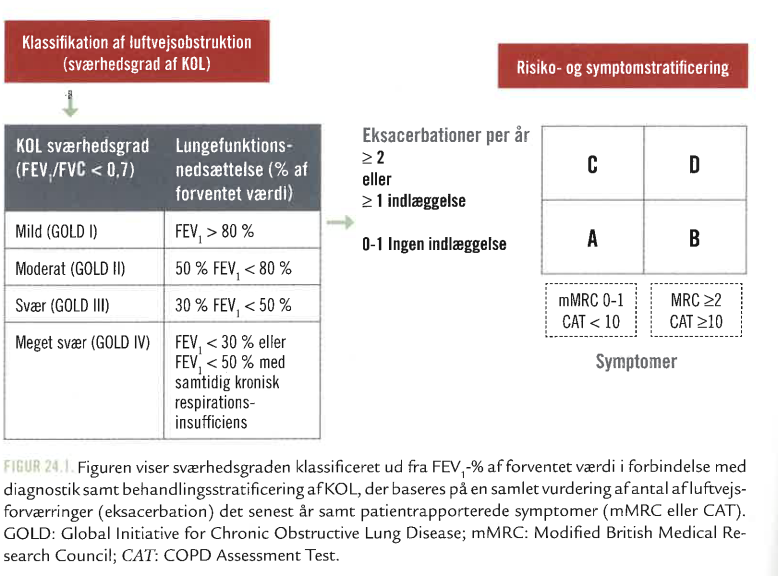 Klassifikation af luftvejsobstruktion
(sværhedsgrad af KOL)
Risiko- og symptomstratificering
KOL sværhedsgrad
(FEV₁/FVC < 0,7)
Lungefunktions-
nedsættelse (% af
forventet værdi)
Mild (GOLD I)
FEV₁ > 80 %
Moderat (GOLD II)
50 % FEV₁ < 80 %
Svær (GOLD III)
30 % FEV₁ < 50 %
Meget svær (GOLD IV)
FEV₁ < 30 % eller
FEV₁ < 50 % med
samtidig kronisk
respirations-
insufficiens
Eksacerbationer per år
≥ 2
eller
≥ 1 indlæggelse
0-1 Ingen indlæggelse
C
D
A
B
mMRC 0-1
CAT < 10
MRC ≥2
CAT ≥10
Symptomer
FIGUR 24.1. Figuren viser sværhedsgraden klassificeret ud fra FEV₁-% af forventet værdi i forbindelse med
diagnostik samt behandlingsstratificering af KOL, der baseres på en samlet vurdering af antal af luftvejs-
forværringer (eksacerbation) det senest år samt patientrapporterede symptomer (mMRC eller CAT).
GOLD: Global Initiative for Chronic Obstructive Lung Disease; mMRC: Modified British Medical Re-
search Council; CAT: COPD Assessment Test.